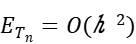 E_{T_n} = O(ℎ ²)